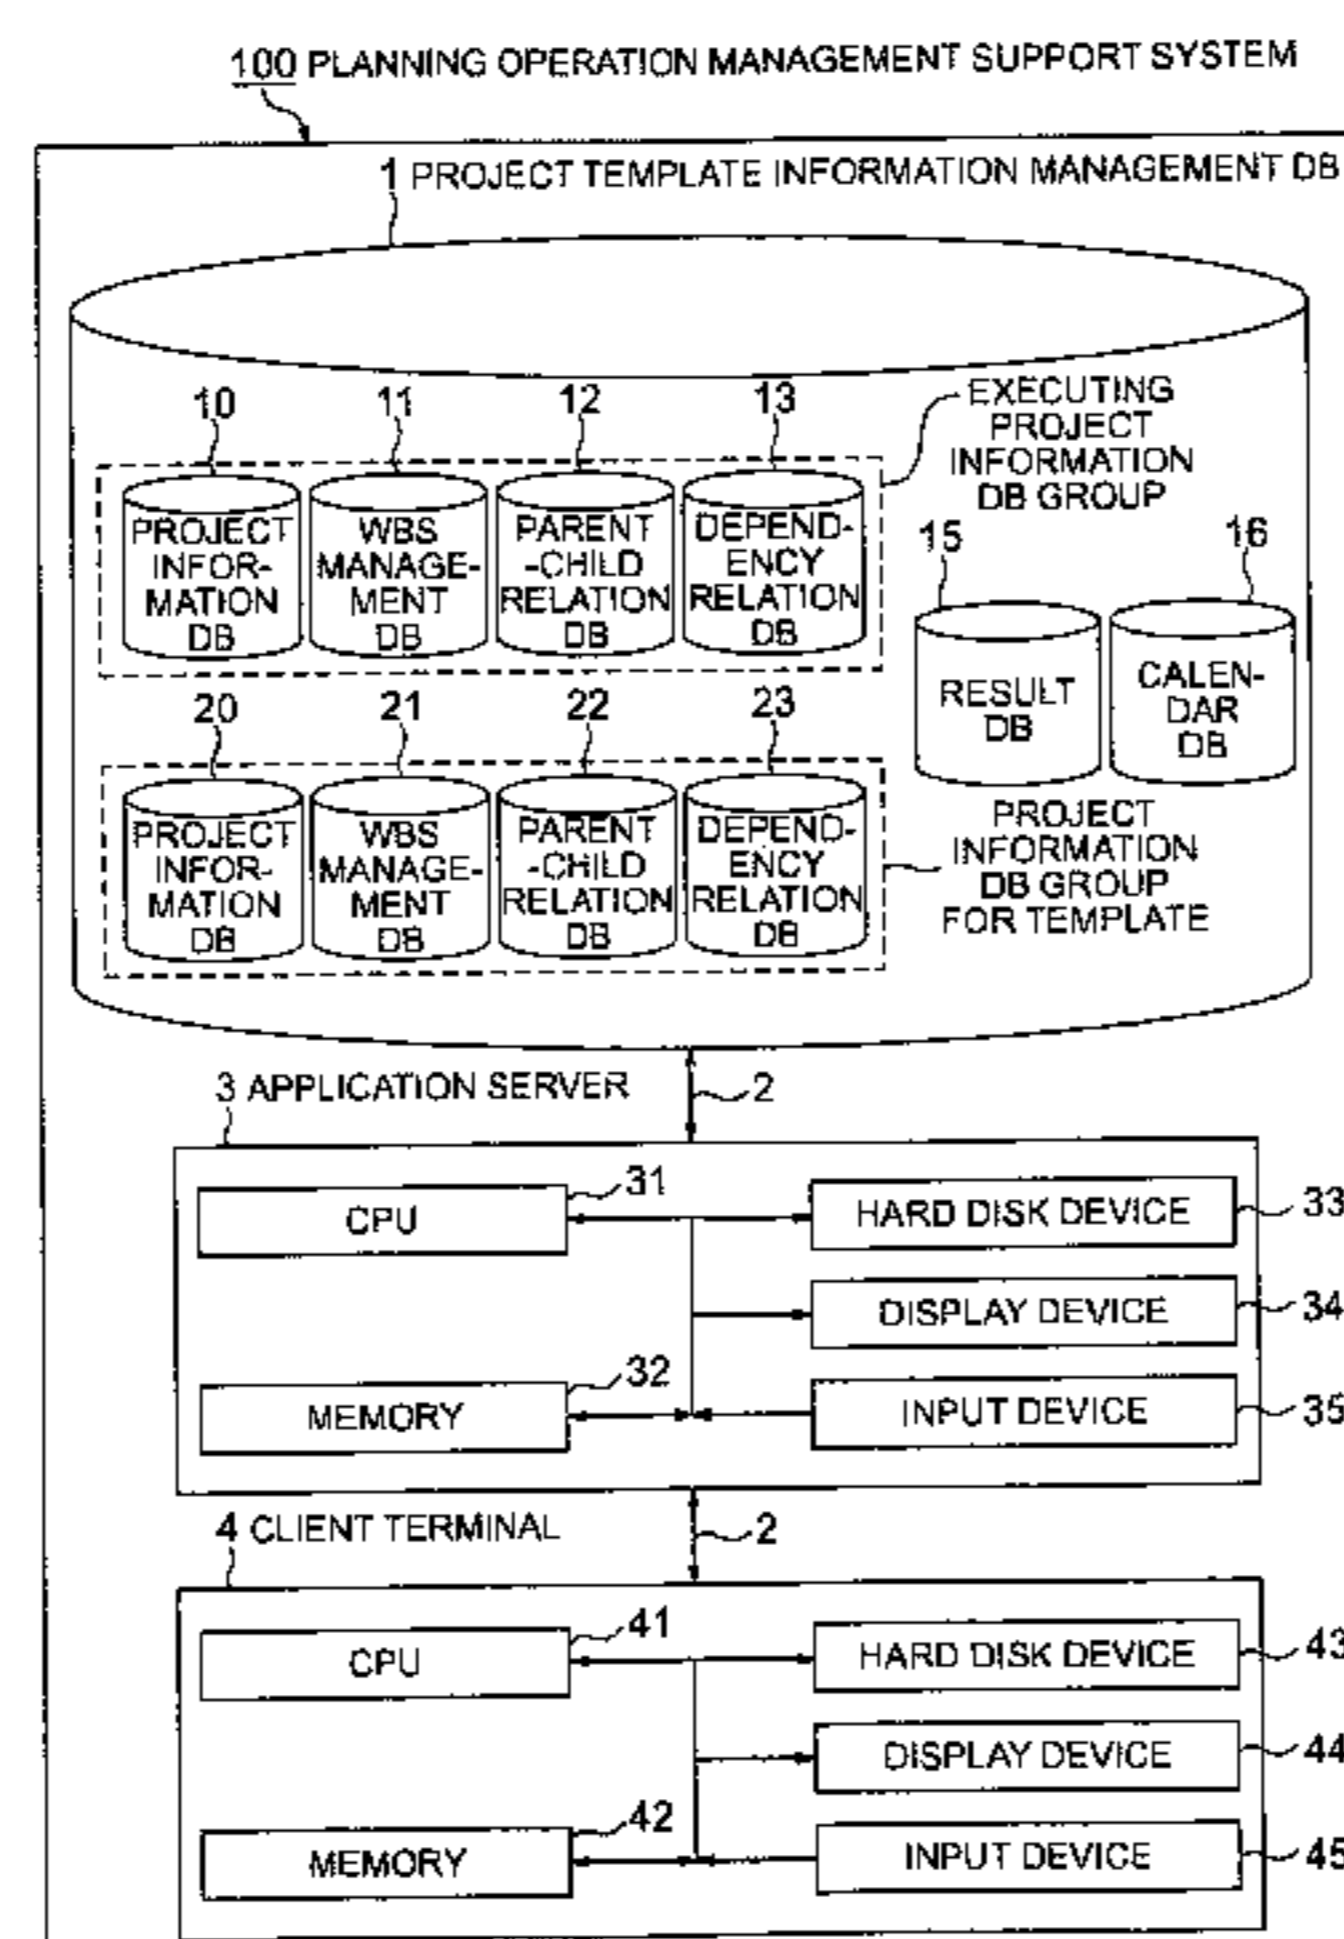 100 PLANNING OPERATION MANAGEMENT SUPPORT SYSTEM
1 PROJECT TEMPLATE INFORMATION MANAGEMENT DB
10
11
12
13
EXECUTING
PROJECT
INFORMATION
DB GROUP
PROJECT
INFOR-
MATION
DB
WBS
MANAGE-
MENT
DB
PARENT
-CHILD
RELATION
DB
DEPEND-
ENCY
RELATION
DB
15
16
RESULT
DB
CALEN-
DAR
DB
20
21
22
23
PROJECT
INFOR-
MATION
DB
WBS
MANAGE-
MENT
DB
PARENT
-CHILD
RELATION
DB
DEPEND-
ENCY
RELATION
DB
PROJECT
INFORMATION
DB GROUP
FOR TEMPLATE
3 APPLICATION SERVER
2
CPU
31
HARD DISK DEVICE
33
DISPLAY DEVICE
34
MEMORY
32
INPUT DEVICE
35
4 CLIENT TERMINAL
2
CPU
41
HARD DISK DEVICE
43
DISPLAY DEVICE
44
MEMORY
42
INPUT DEVICE
45